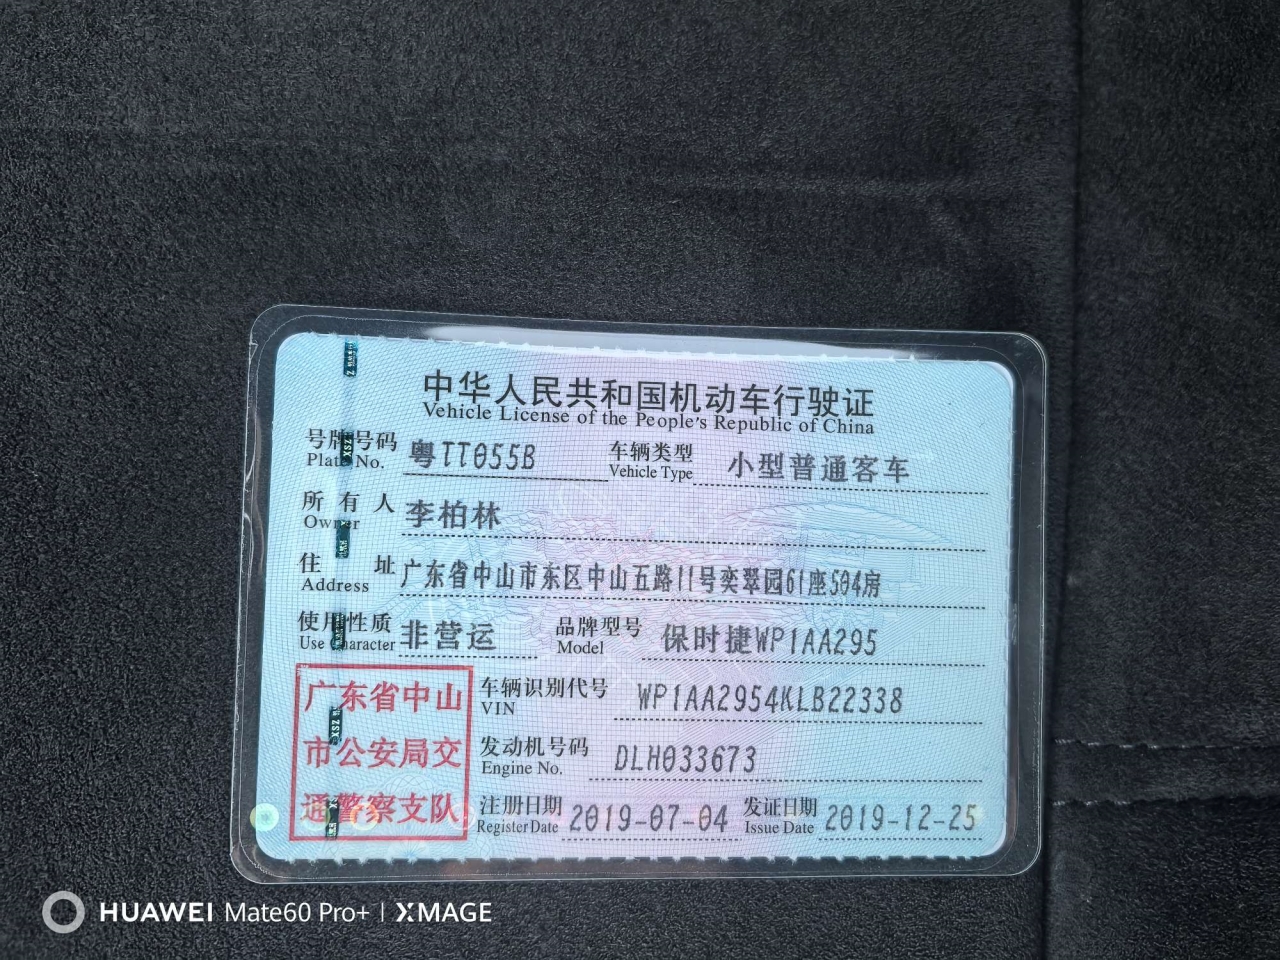 中华人民共和国机动车行驶证
Vehicle License of the People's Republic of China
号牌号码 粤TT055B 车辆类型 小型普通客车
Plate No. Vehicle Type
所有人 李柏林
Owner
住址 广东省中山市东区中山五路11号奕翠园61座504房
Address
使用性质 非营运 品牌型号 保时捷WP1AA295
Use Character Model
广东省中山
市公安局交
通警察支队
车辆识别代号 WP1AA2954KLB22338
VIN
发动机号码 DLH033673
Engine No.
注册日期 2019-07-04 发证日期 2019-12-25
Register Date Issue Date
HUAWEI Mate60 Pro+ | XMAGE